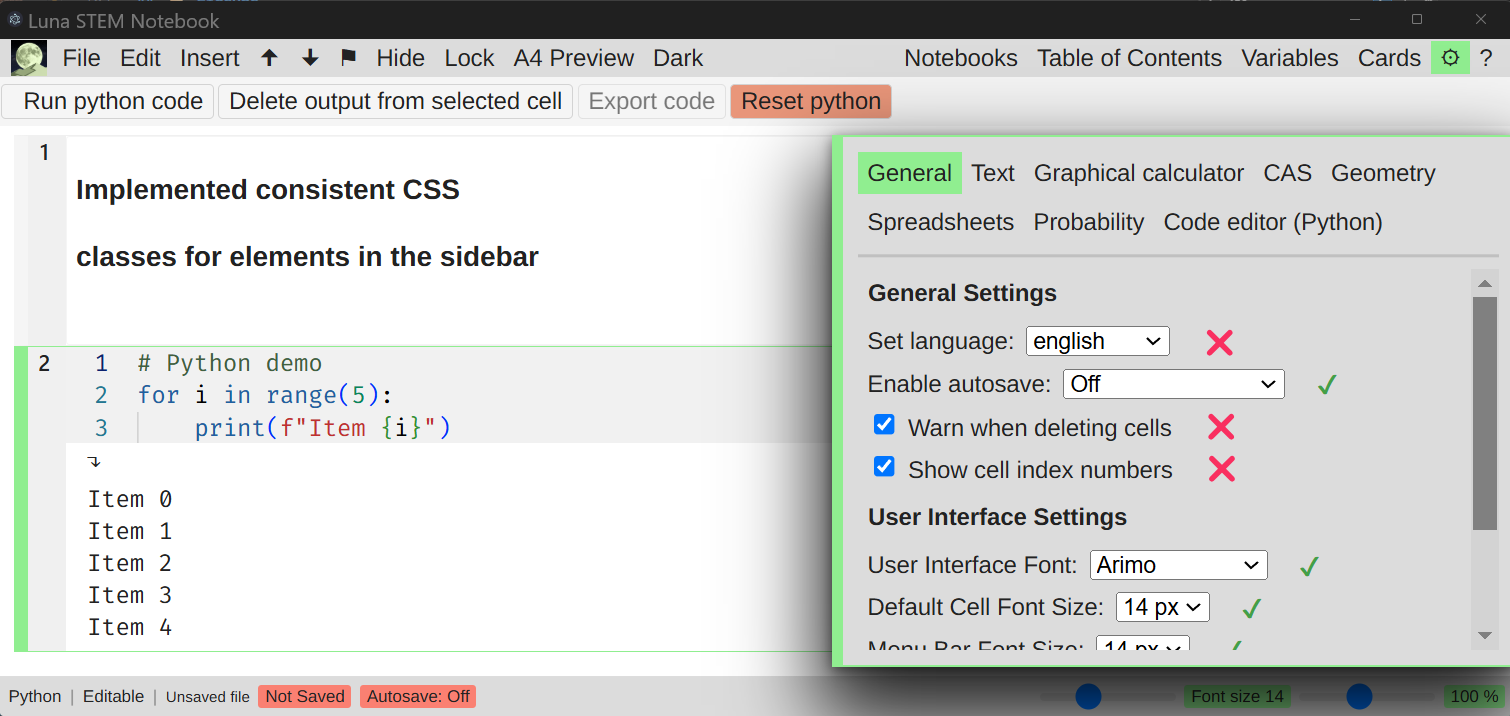 Luna STEM Notebook
File Edit Insert Hide Lock A4 Preview Dark Notebooks Table of Contents Variables Cards ?
Run python code Delete output from selected cell Export code Reset python
1
Implemented consistent CSS
classes for elements in the sidebar
2
1 # Python demo
2 for i in range(5):
3 print(f"Item {i}")
Item 0
Item 1
Item 2
Item 3
Item 4
General Text Graphical calculator CAS Geometry
Spreadsheets Probability Code editor (Python)
General Settings
Set language: english
Enable autosave: Off
Warn when deleting cells
Show cell index numbers
User Interface Settings
User Interface Font: Arimo
Default Cell Font Size: 14 px
Menu Bar Font Size: 14 px
Python | Editable | Unsaved file Not Saved Autosave: Off Font size 14 100 %